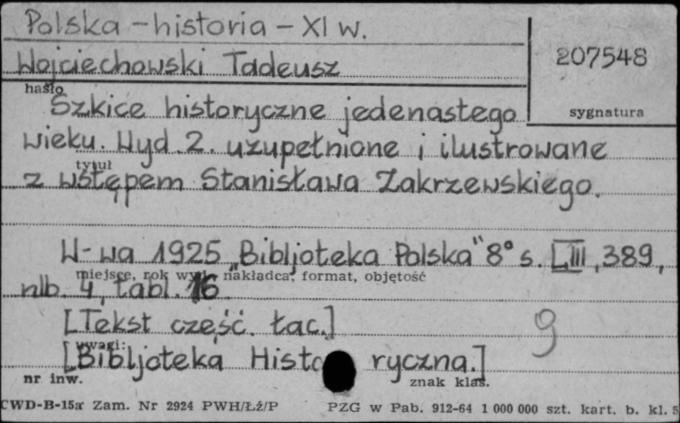 Polska - historia - XI w.
Wojciechowski Tadeusz
207548
hasło
sygnatura
Szkice historyczne jedenastego
wieku. Wyd. 2. uzupełnione i ilustrowane
tytuł
z wstępem Stanisława Zakrzewskiego.
W-wa 1925 „Bibljoteka Polska" 8° s. LIII, 389,
miejsce, rok wyd., nakładca, format, objętość
nlb. 4, tabl. 16.
[Tekst część. łac.]
9
uwagi:
[Bibljoteka Histo ryczna.]
nr inw.
znak klas.
CWD-B-15a Zam. Nr 2924 PWH/Łż/P PZG w Pab. 912-64 1 000 000 szt. kart. b. kl. 5